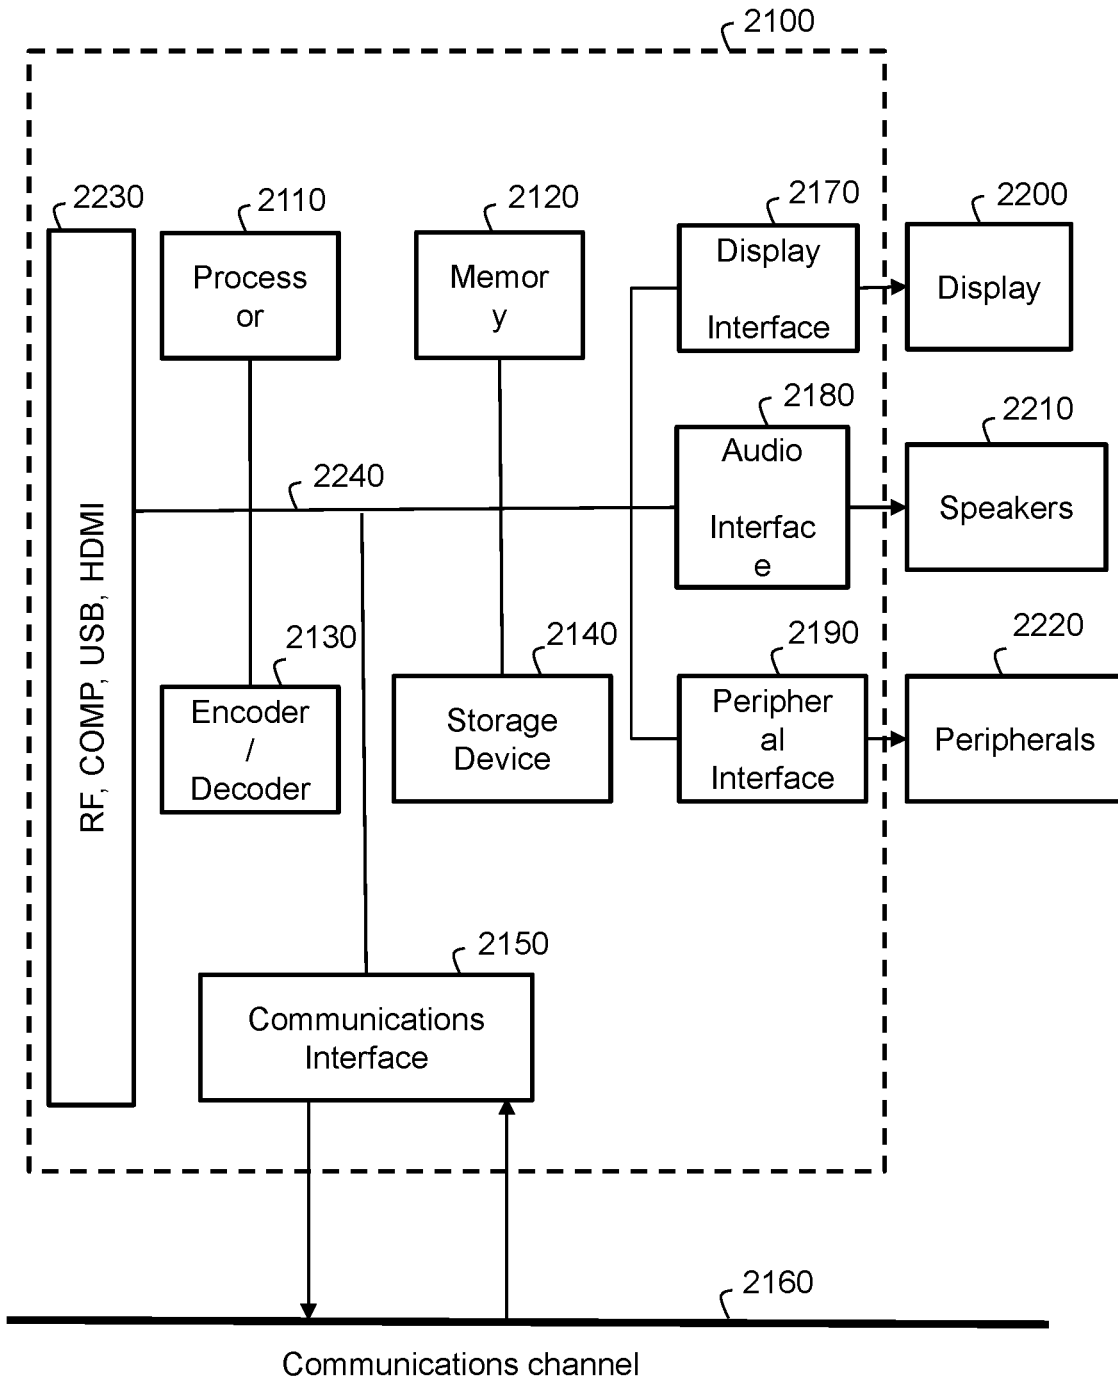 2100
2230
2110
2120
2170
2200
Process
or
Memor
y
Display
Interface
Display
2180
2210
Audio
Interfac
e
Speakers
2240
RF, COMP, USB, HDMI
2130
2140
2190
2220
Encoder
/
Decoder
Storage
Device
Peripher
al
Interface
Peripherals
2150
Communications
Interface
2160
Communications channel